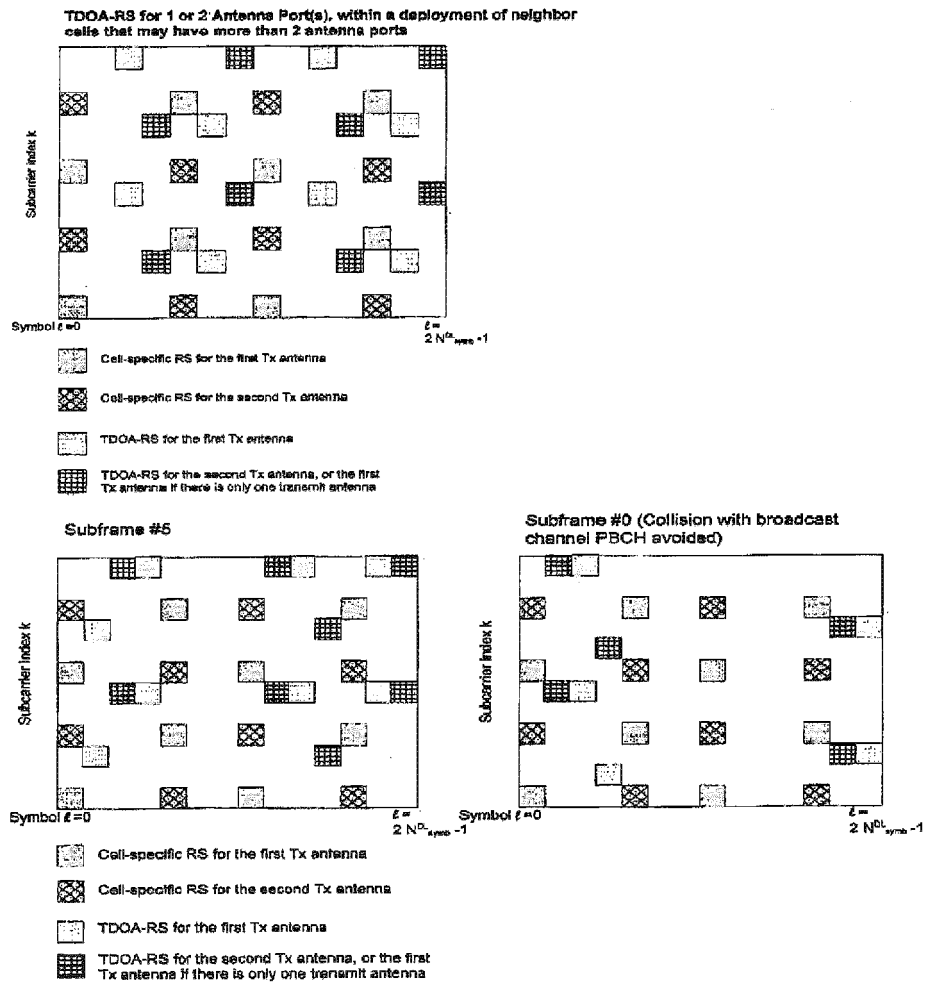 TDOA-RS for 1 or 2 Antenna Port(s), within a deployment of neighbor
cells that may have more than 2 antenna ports
Subcarrier index k
Symbol ℓ=0
ℓ=
2 N^DL_symb -1
Cell-specific RS for the first Tx antenna
Cell-specific RS for the second Tx antenna
TDOA-RS for the first Tx antenna
TDOA-RS for the second Tx antenna, or the first
Tx antenna if there is only one transmit antenna
Subframe #5
Subcarrier index k
Symbol ℓ=0
ℓ=
2 N^DL_symb -1
Subframe #0 (Collision with broadcast
channel PBCH avoided)
Subcarrier index k
Symbol ℓ=0
ℓ=
2 N^DL_symb -1
Cell-specific RS for the first Tx antenna
Cell-specific RS for the second Tx antenna
TDOA-RS for the first Tx antenna
TDOA-RS for the second Tx antenna, or the first
Tx antenna if there is only one transmit antenna